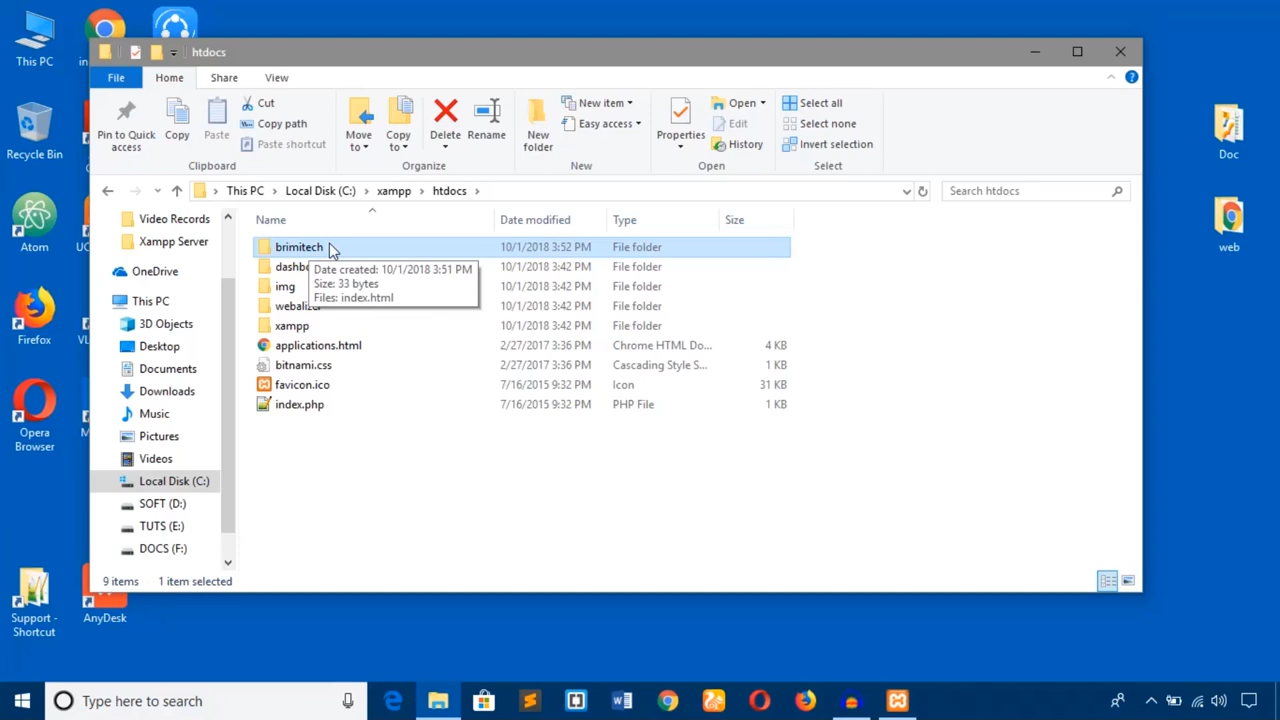 This PC
in
Recycle Bin
Atom
UC
Firefox
VL
Opera
Browser
M
Support -
Shortcut
AnyDesk
Doc
web
htdocs
File
Home
Share
View
Pin to Quick
access
Copy
Paste
Cut
Copy path
Paste shortcut
Clipboard
Move
to
Copy
to
Delete
Rename
Organize
New
folder
New item
Easy access
New
Properties
Open
Edit
History
Open
Select all
Select none
Invert selection
Select
This PC > Local Disk (C:) > xampp > htdocs >
Search htdocs
Video Records
Xampp Server
OneDrive
This PC
3D Objects
Desktop
Documents
Downloads
Music
Pictures
Videos
Local Disk (C:)
SOFT (D:)
TUTS (E:)
DOCS (F:)
Name Date modified Type Size
brimitech 10/1/2018 3:52 PM File folder
dashbo 10/1/2018 3:42 PM File folder
img 10/1/2018 3:42 PM File folder
webalize 10/1/2018 3:42 PM File folder
xampp 10/1/2018 3:42 PM File folder
applications.html 2/27/2017 3:36 PM Chrome HTML Do... 4 KB
bitnami.css 2/27/2017 3:36 PM Cascading Style S... 1 KB
favicon.ico 7/16/2015 9:32 PM Icon 31 KB
index.php 7/16/2015 9:32 PM PHP File 1 KB
Date created: 10/1/2018 3:51 PM
Size: 33 bytes
Files: index.html
9 items 1 item selected
Type here to search